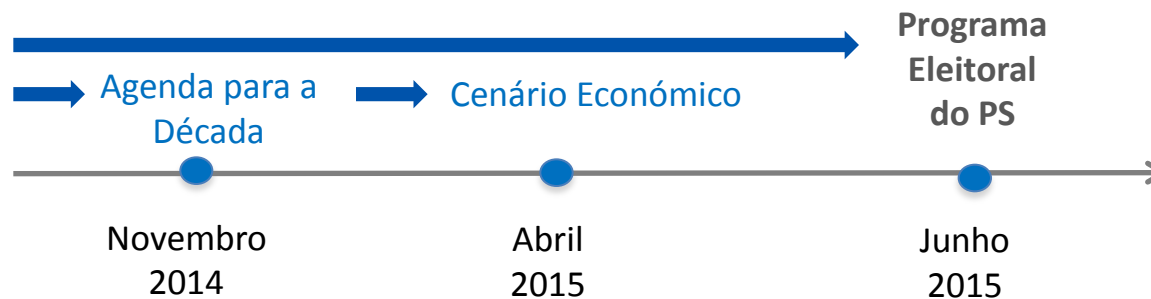 Programa
Eleitoral
do PS
Agenda para a
Década
Cenário Económico
Novembro
2014
Abril
2015
Junho
2015